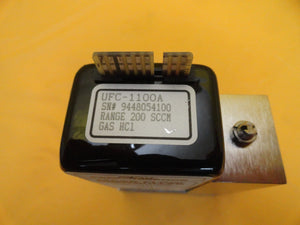 UFC-1100A
SN# 9448054100
RANGE 200 SCCM
GAS HCl